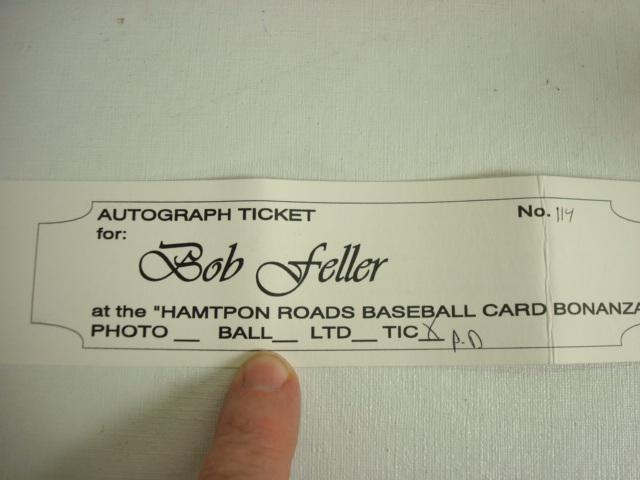 AUTOGRAPH TICKET No. 114
for:
Bob Feller
at the "HAMTPON ROADS BASEBALL CARD BONANZA
PHOTO __ BALL__ LTD__ TIC X P.D